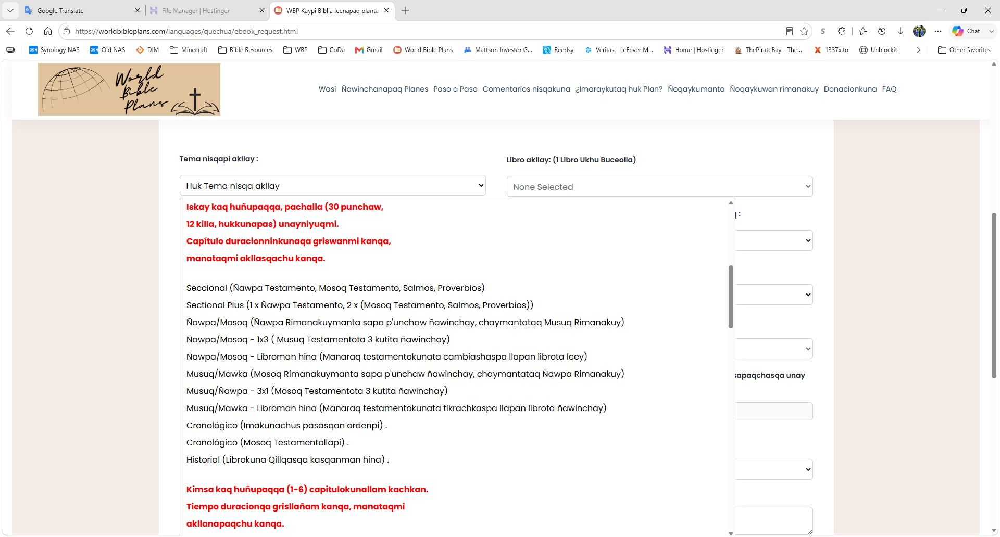 Google Translate
File Manager | Hostinger
WBP Kaypi Biblia leenapaq planta
https://worldbibleplans.com/languages/quechua/ebook_request.html
Chat
Synology NAS
Old NAS
DIM
Minecraft
Bible Resources
WBP
CoDa
Gmail
World Bible Plans
Mattson Investor G...
Reedsy
Veritas - LeFever M...
Home | Hostinger
ThePirateBay - The...
1337x.to
Unblockit
Other favorites
World
Bible
Plans
Wasi Ñawinchanapaq Planes Paso a Paso Comentarios nisqakuna ¿Imaraykutaq huk Plan? Ñoqaykumanta Ñoqaykuwan rimanakuy Donacionkuna FAQ
Tema nisqapi akllay :
Libro akllay: (1 Libro Ukhu Buceolla)
Huk Tema nisqa akllay
None Selected
Iskay kaq huñupaqqa, pachalla (30 punchaw,
12 killa, hukkunapas) unayniyuqmi.
Capítulo duracionninkunaqa griswanmi kanqa,
manataqmi akllasqachu kanqa.
Seccional (Ñawpa Testamento, Mosoq Testamento, Salmos, Proverbios)
Sectional Plus (1 x Ñawpa Testamento, 2 x (Mosoq Testamento, Salmos, Proverbios))
Ñawpa/Mosoq (Ñawpa Rimanakuymanta sapa p'unchaw ñawinchay, chaymantataq Musuq Rimanakuy)
Ñawpa/Mosoq - 1x3 ( Musuq Testamentota 3 kutita ñawinchay)
Ñawpa/Mosoq - Libroman hina (Manaraq testamentokunata cambiashaspa llapan librota leey)
Musuq/Mawka (Mosoq Rimanakuymanta sapa p'unchaw ñawinchay, chaymantataq Ñawpa Rimanakuy)
Musuq/Ñawpa - 3x1 (Mosoq Testamentota 3 kutita ñawinchay)
Musuq/Mawka - Libroman hina (Manaraq testamentokunata tikrachkaspa llapan librota ñawinchay)
Cronológico (Imakunachus pasasqan ordenpi) .
Cronológico (Mosoq Testamentollapi) .
Historial (Librokuna Qillqasqa kasqanman hina) .
Kimsa kaq huñupaqqa (1-6) capitulokunallam kachkan.
Tiempo duracionqa grisllañam kanqa, manataqmi
akllanapaqchu kanqa.
sapaqchasqa unay